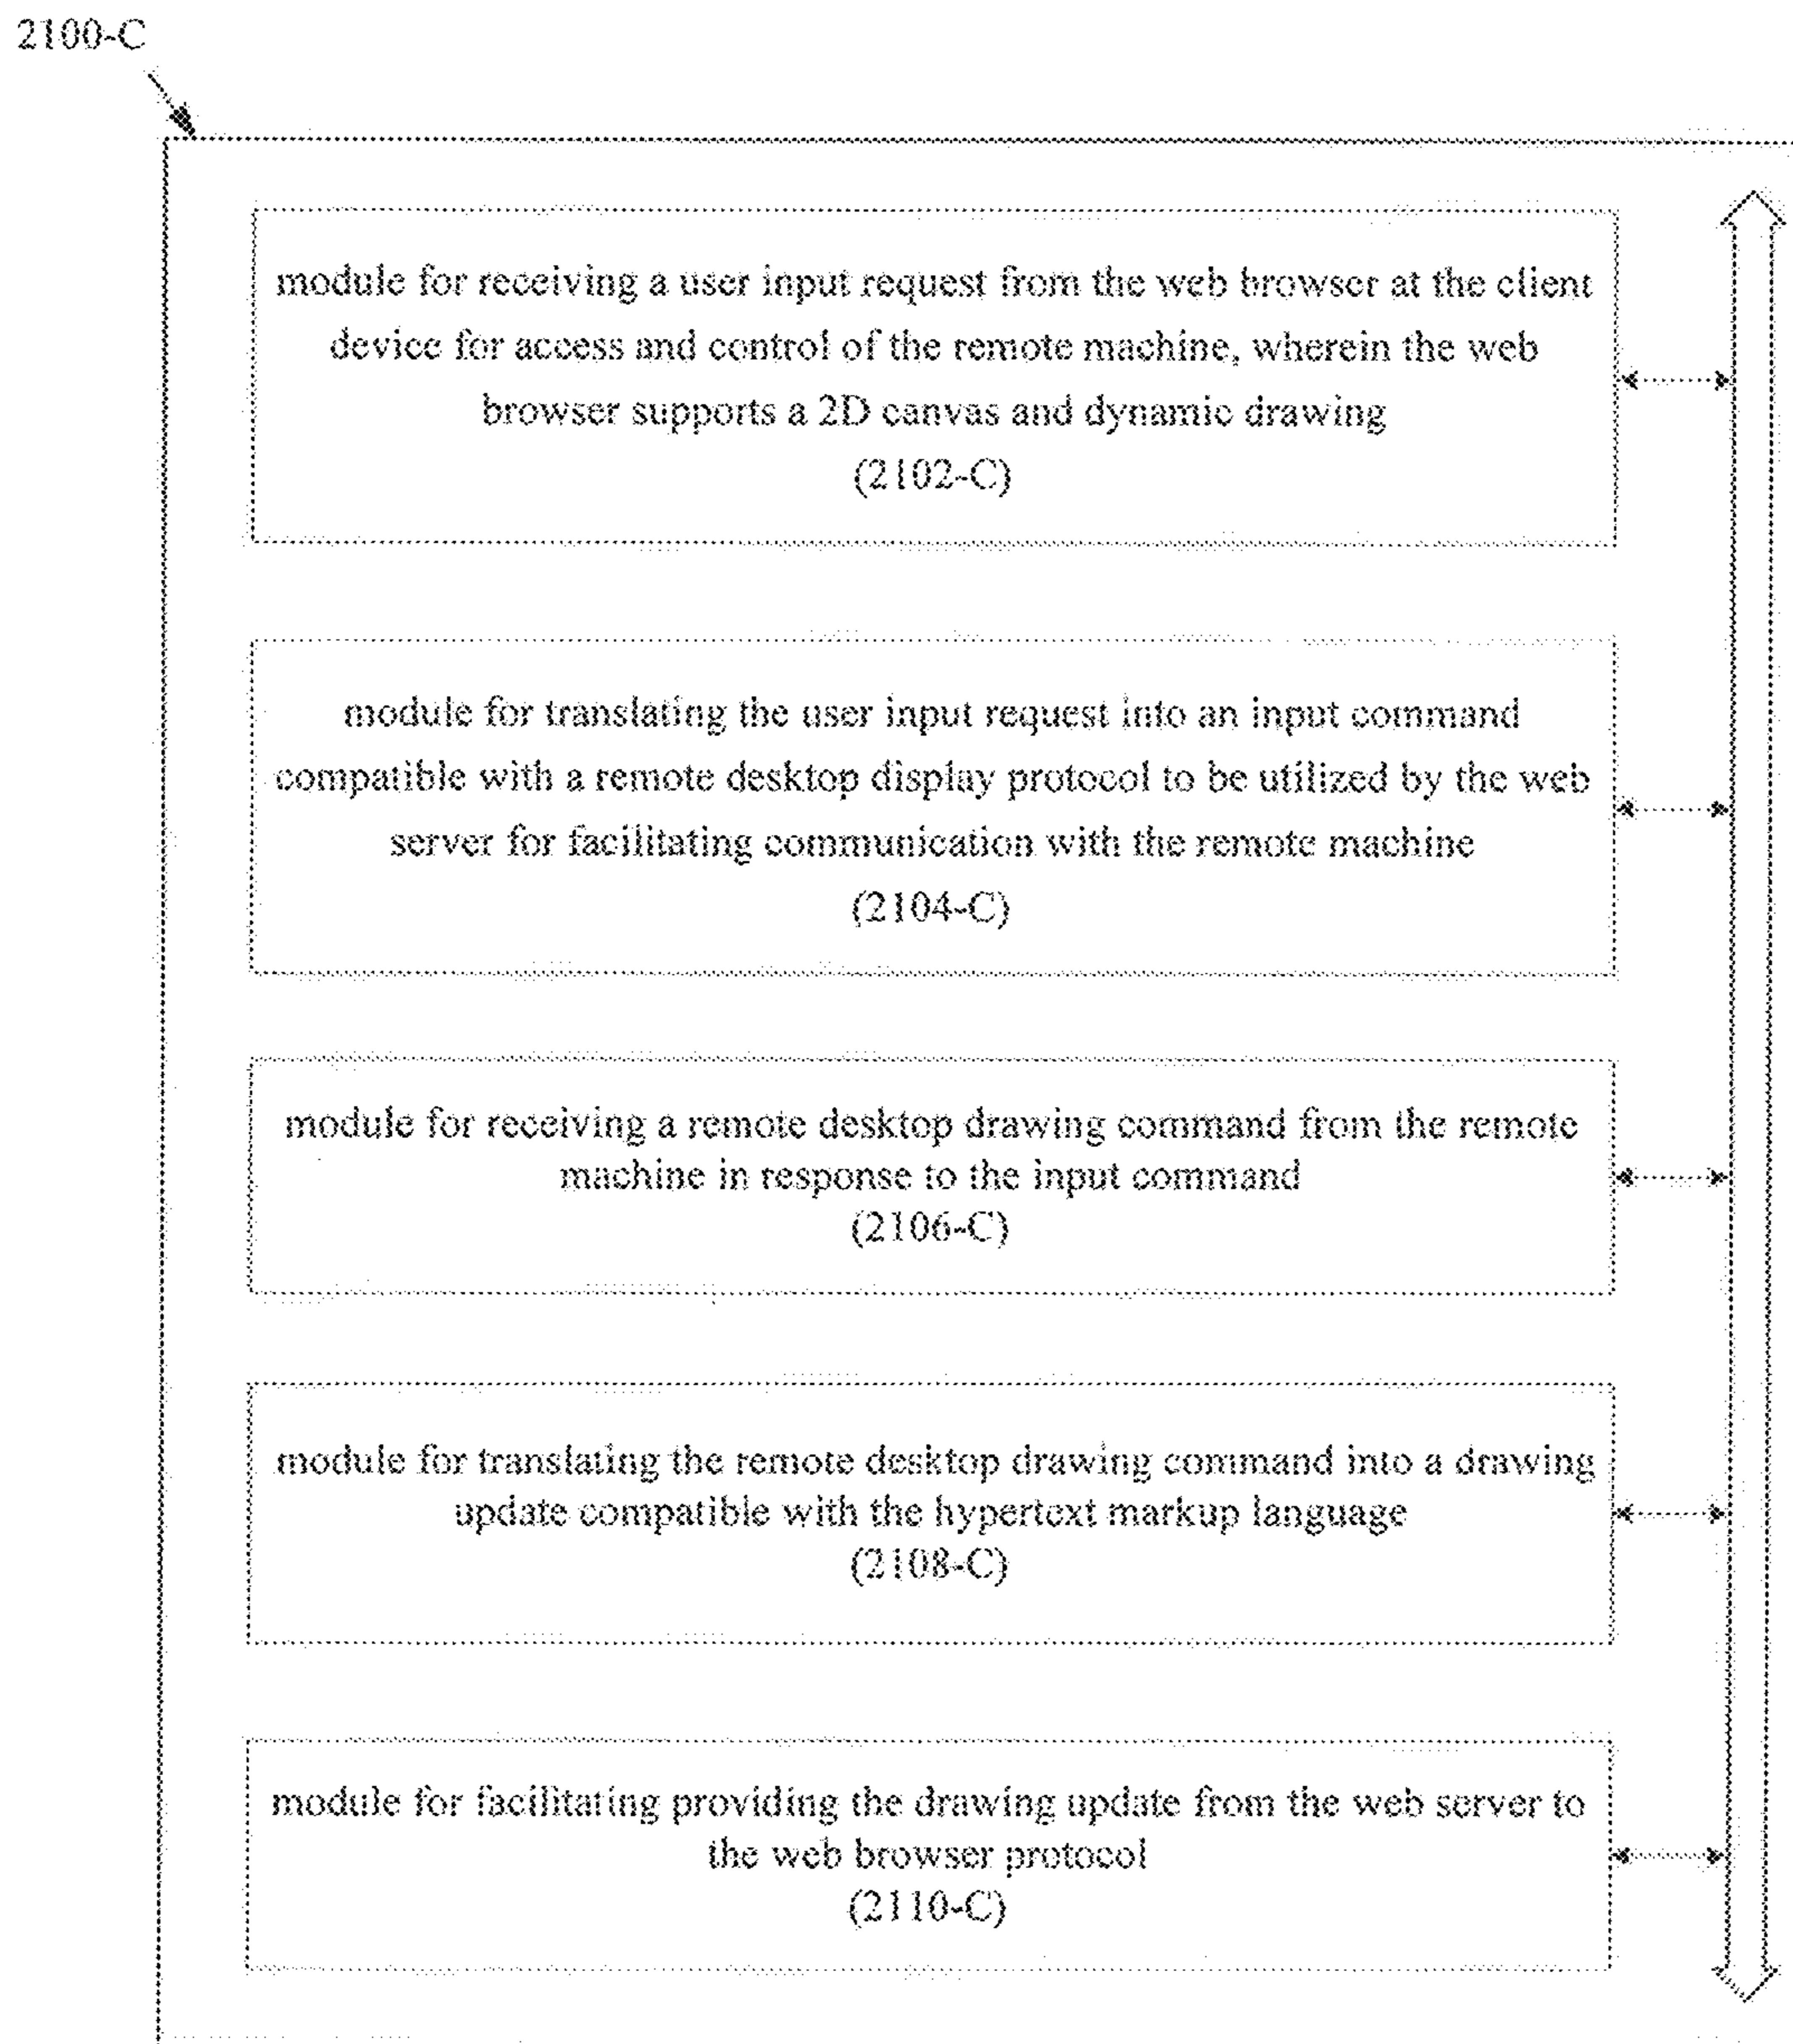 2100-C
module for receiving a user input request from the web browser at the client
device for access and control of the remote machine, wherein the web
browser supports a 2D canvas and dynamic drawing
(2102-C)
module for translating the user input request into an input command
compatible with a remote desktop display protocol to be utilized by the web
server for facilitating communication with the remote machine
(2104-C)
module for receiving a remote desktop drawing command from the remote
machine in response to the input command
(2106-C)
module for translating the remote desktop drawing command into a drawing
update compatible with the hypertext markup language
(2108-C)
module for facilitating providing the drawing update from the web server to
the web browser protocol
(2110-C)